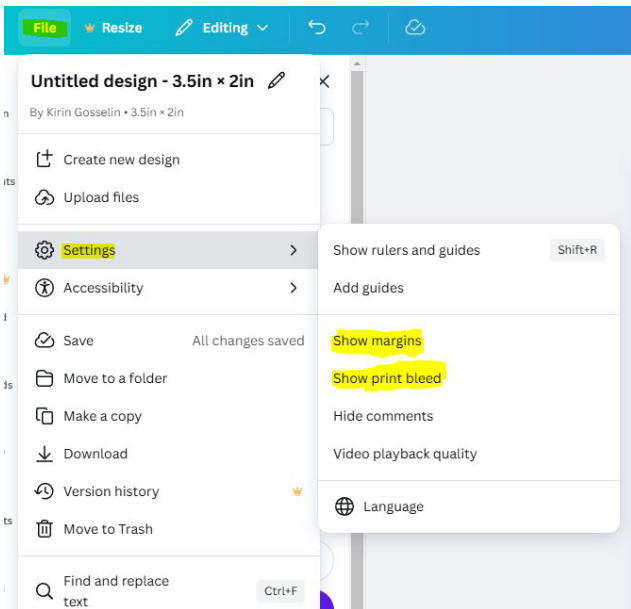 File
Resize
Editing
Untitled design - 3.5in × 2in
By Kirin Gosselin • 3.5in × 2in
Create new design
Upload files
Settings
Accessibility
Save All changes saved
Move to a folder
Make a copy
Download
Version history
Move to Trash
Find and replace
text
Ctrl+F
Show rulers and guides Shift+R
Add guides
Show margins
Show print bleed
Hide comments
Video playback quality
Language